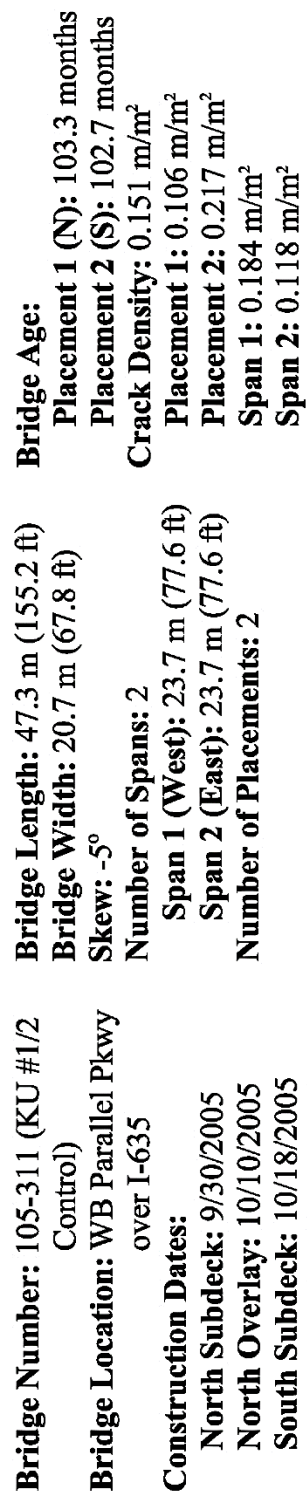 Bridge Number: 105-311 (KU #1/2
Control)
Bridge Location: WB Parallel Pkwy
over I-635
Construction Dates:
North Subdeck: 9/30/2005
North Overlay: 10/10/2005
South Subdeck: 10/18/2005
Bridge Length: 47.3 m (155.2 ft)
Bridge Width: 20.7 m (67.8 ft)
Skew: -5°
Number of Spans: 2
Span 1 (West): 23.7 m (77.6 ft)
Span 2 (East): 23.7 m (77.6 ft)
Number of Placements: 2
Bridge Age:
Placement 1 (N): 103.3 months
Placement 2 (S): 102.7 months
Crack Density: 0.151 m/m²
Placement 1: 0.106 m/m²
Placement 2: 0.217 m/m²
Span 1: 0.184 m/m²
Span 2: 0.118 m/m²